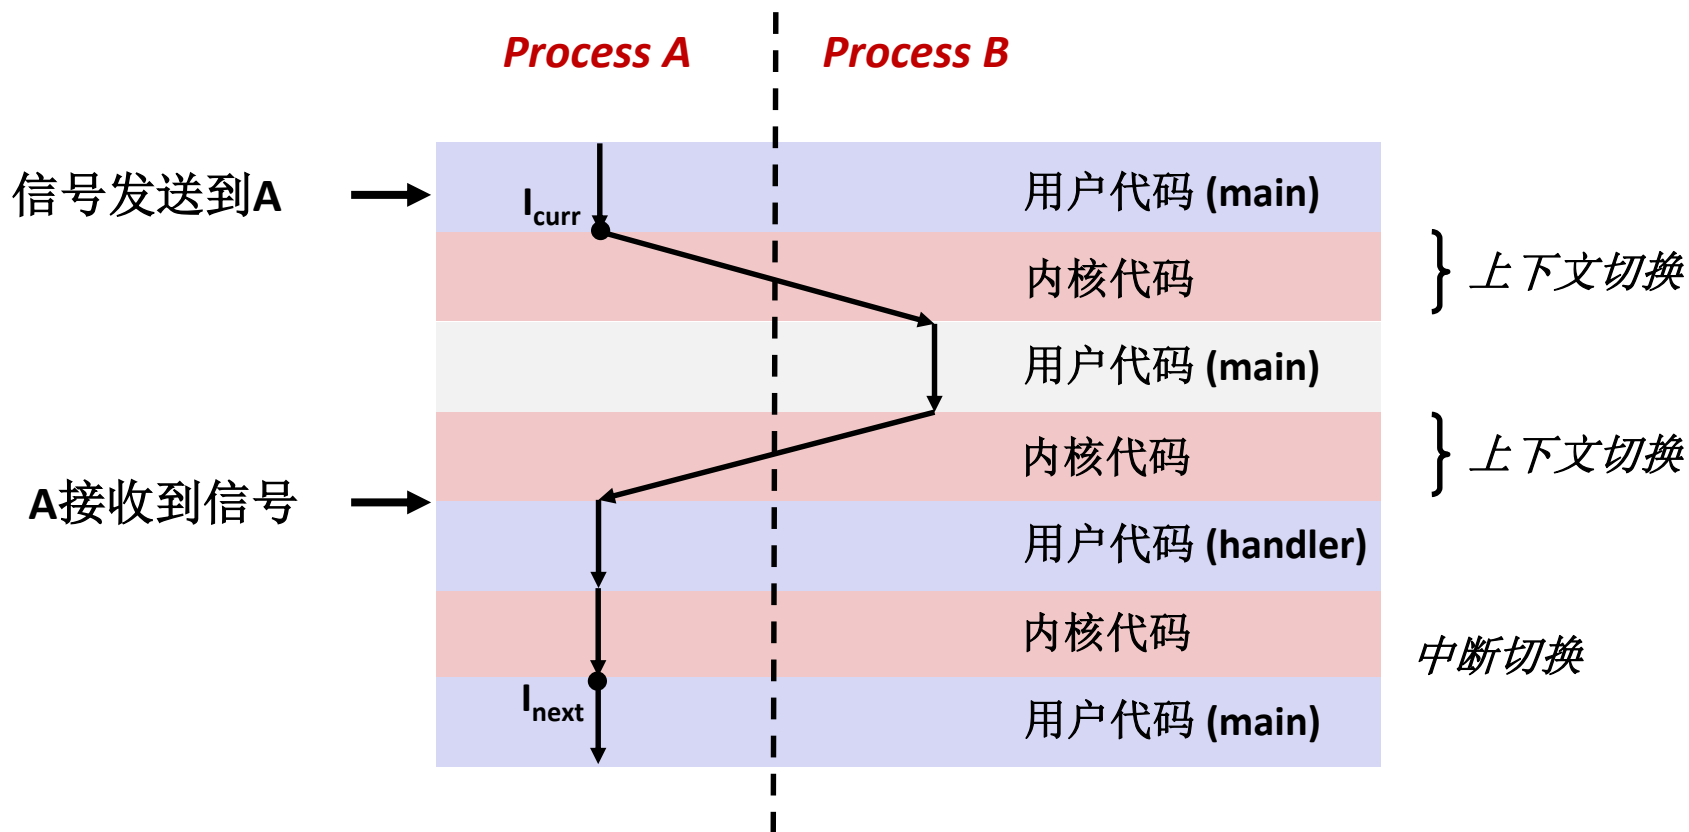 Process A
Process B
信号发送到A
用户代码 (main)
Icurr
内核代码
上下文切换
用户代码 (main)
内核代码
上下文切换
A接收到信号
用户代码 (handler)
内核代码
中断切换
Inext
用户代码 (main)